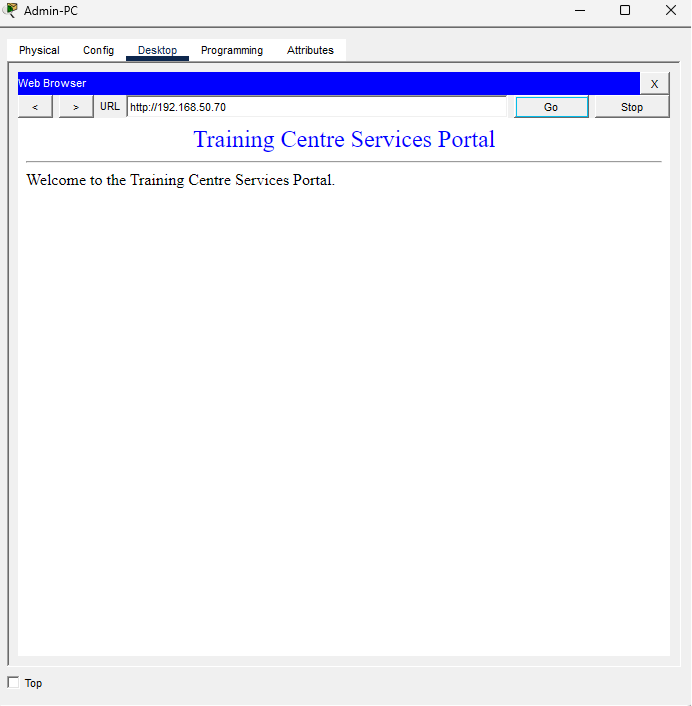 Admin-PC
Physical Config Desktop Programming Attributes
Web Browser X
< > URL http://192.168.50.70 Go Stop
Training Centre Services Portal
Welcome to the Training Centre Services Portal.
Top